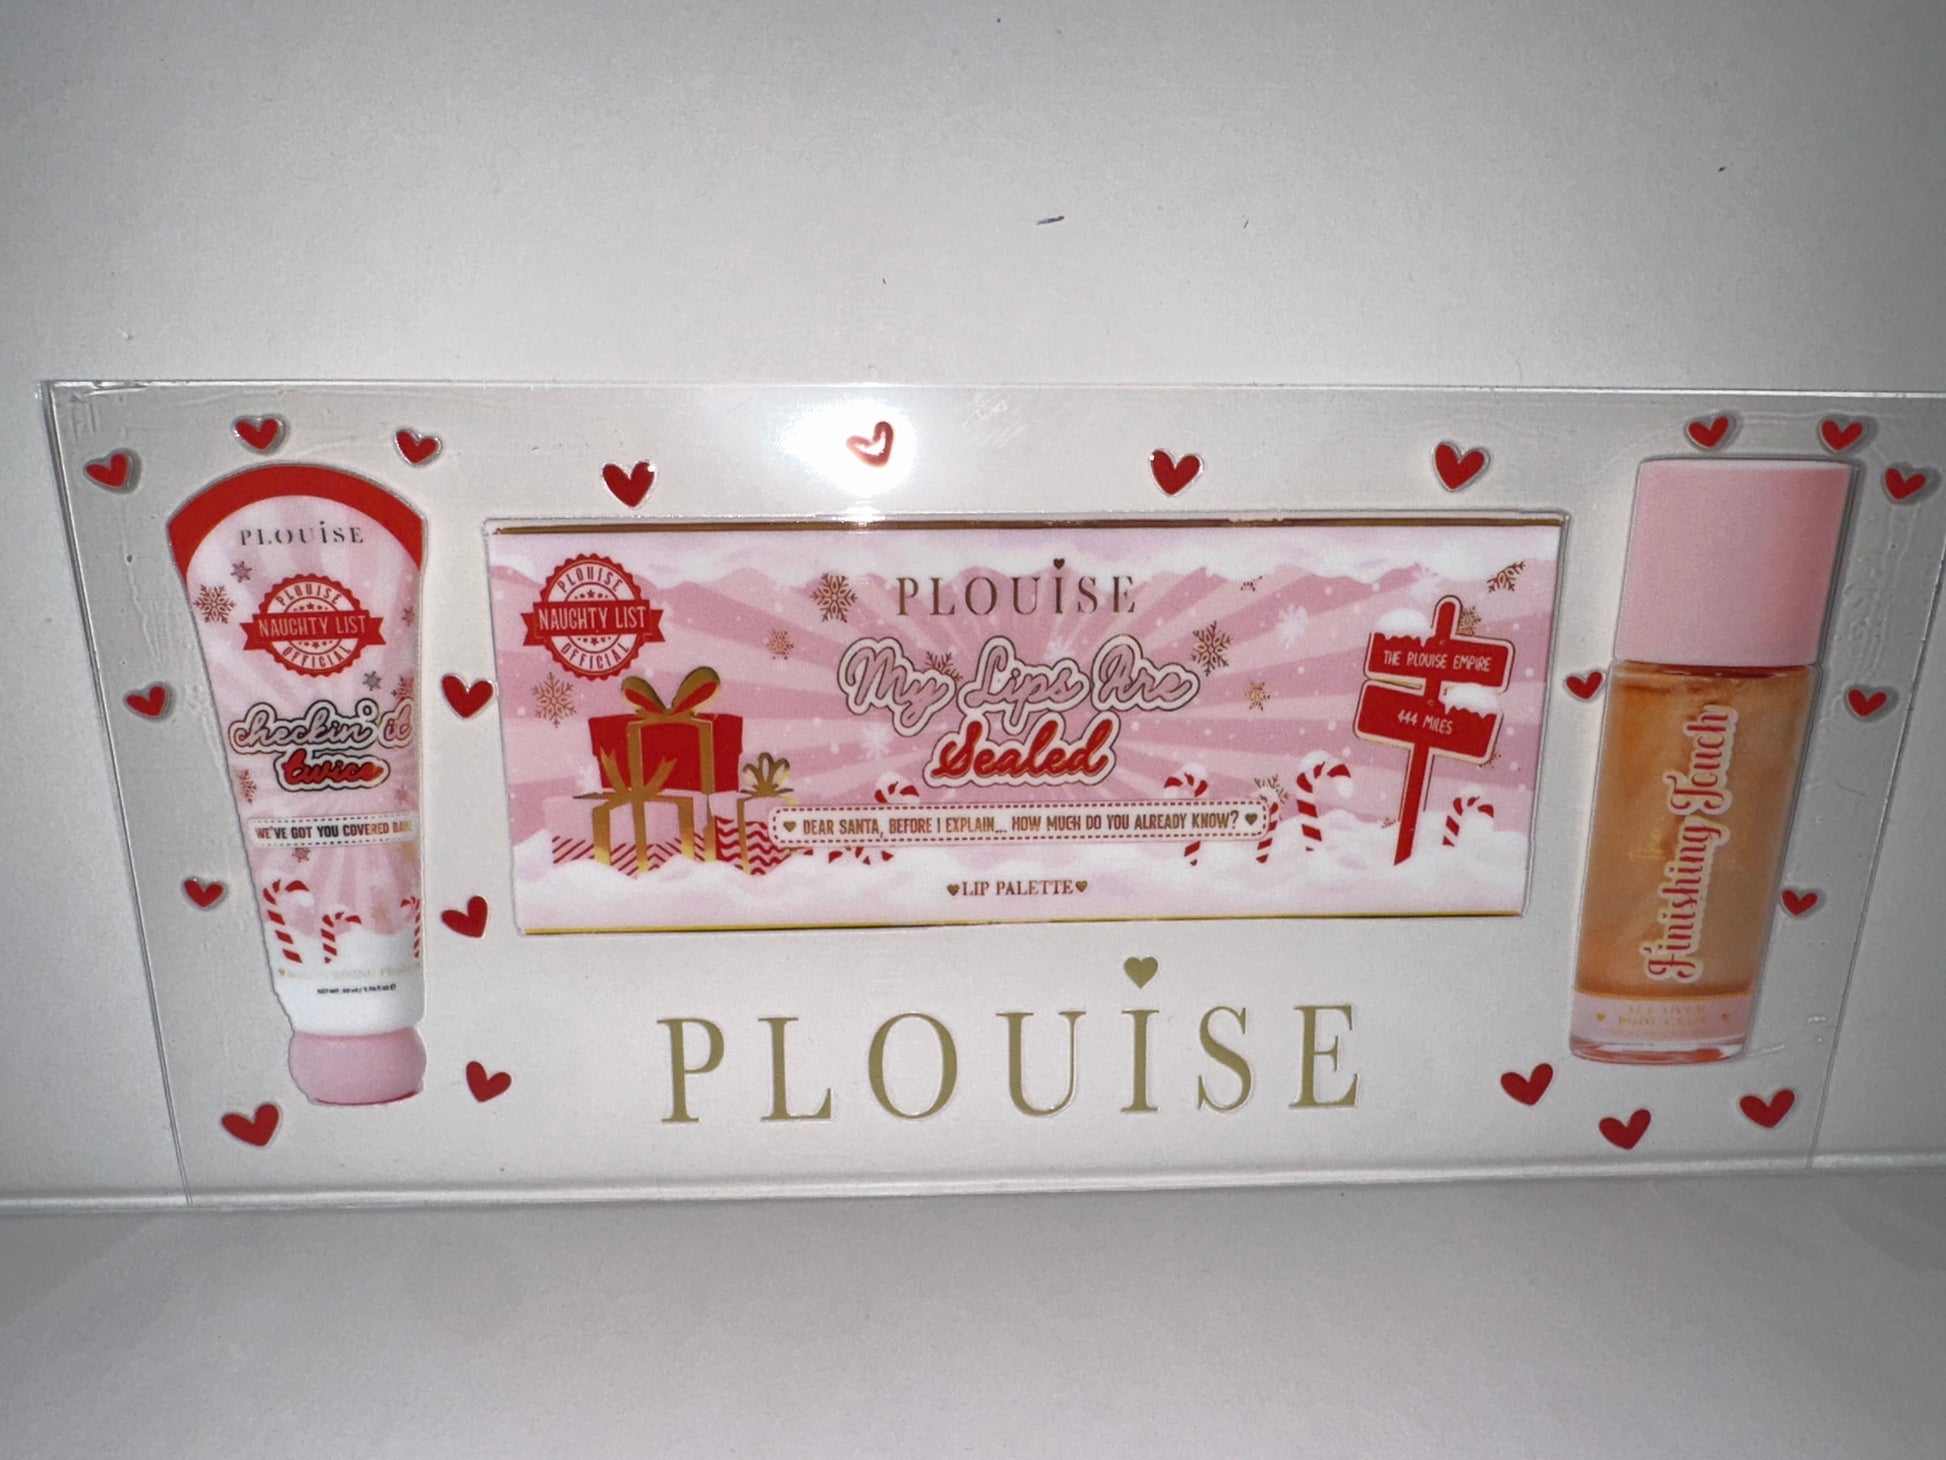 PLOUISE
PLOUISE
NAUGHTY LIST
OFFICIAL
checkin' it
twice
WE'VE GOT YOU COVERED
PLOUISE
NAUGHTY LIST
OFFICIAL
PLOUISE
My Lips Are
Sealed
DEAR SANTA, BEFORE I EXPLAIN... HOW MUCH DO YOU ALREADY KNOW?
LIP PALETTE
THE PLOUISE EMPIRE
444 MILES
The
Finishing Touch
PLOUISE